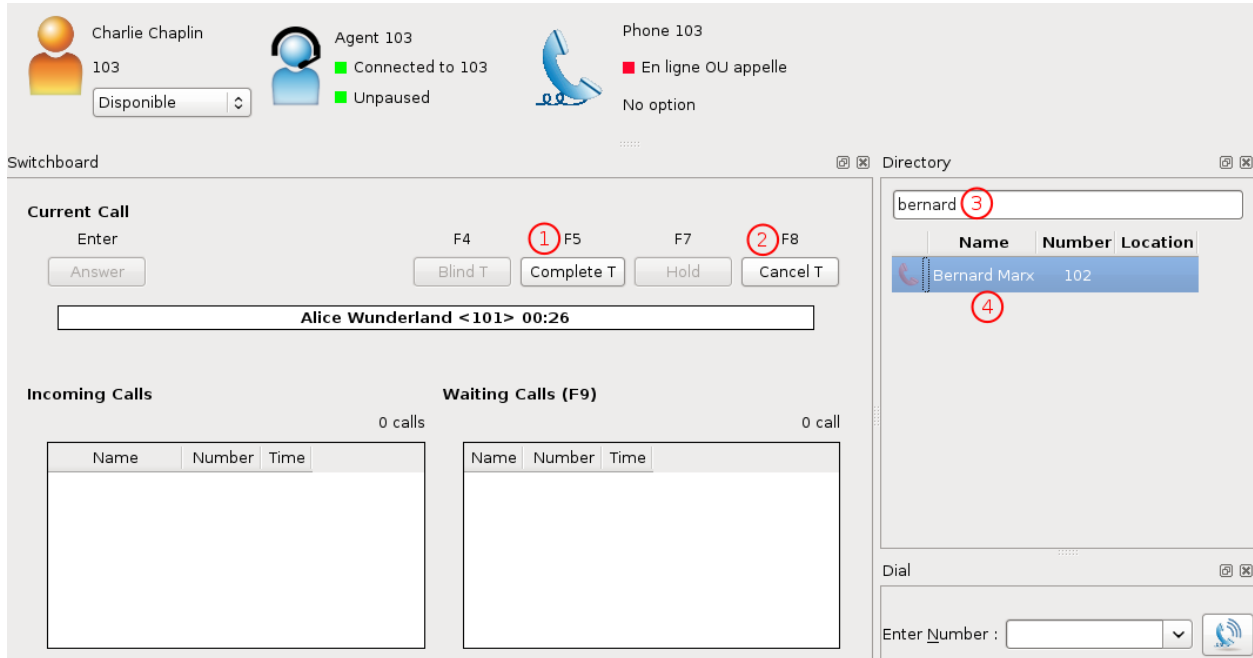 Charlie Chaplin
103
Disponible
Agent 103
Connected to 103
Unpaused
Phone 103
En ligne OU appelle
No option
Switchboard
Current Call
Enter F4 1 F5 F7 2 F8
Answer Blind T Complete T Hold Cancel T
Alice Wunderland <101> 00:26
Incoming Calls
0 calls
Name Number Time
Waiting Calls (F9)
0 call
Name Number Time
Directory
bernard 3
Name Number Location
Bernard Marx 102
4
Dial
Enter Number :